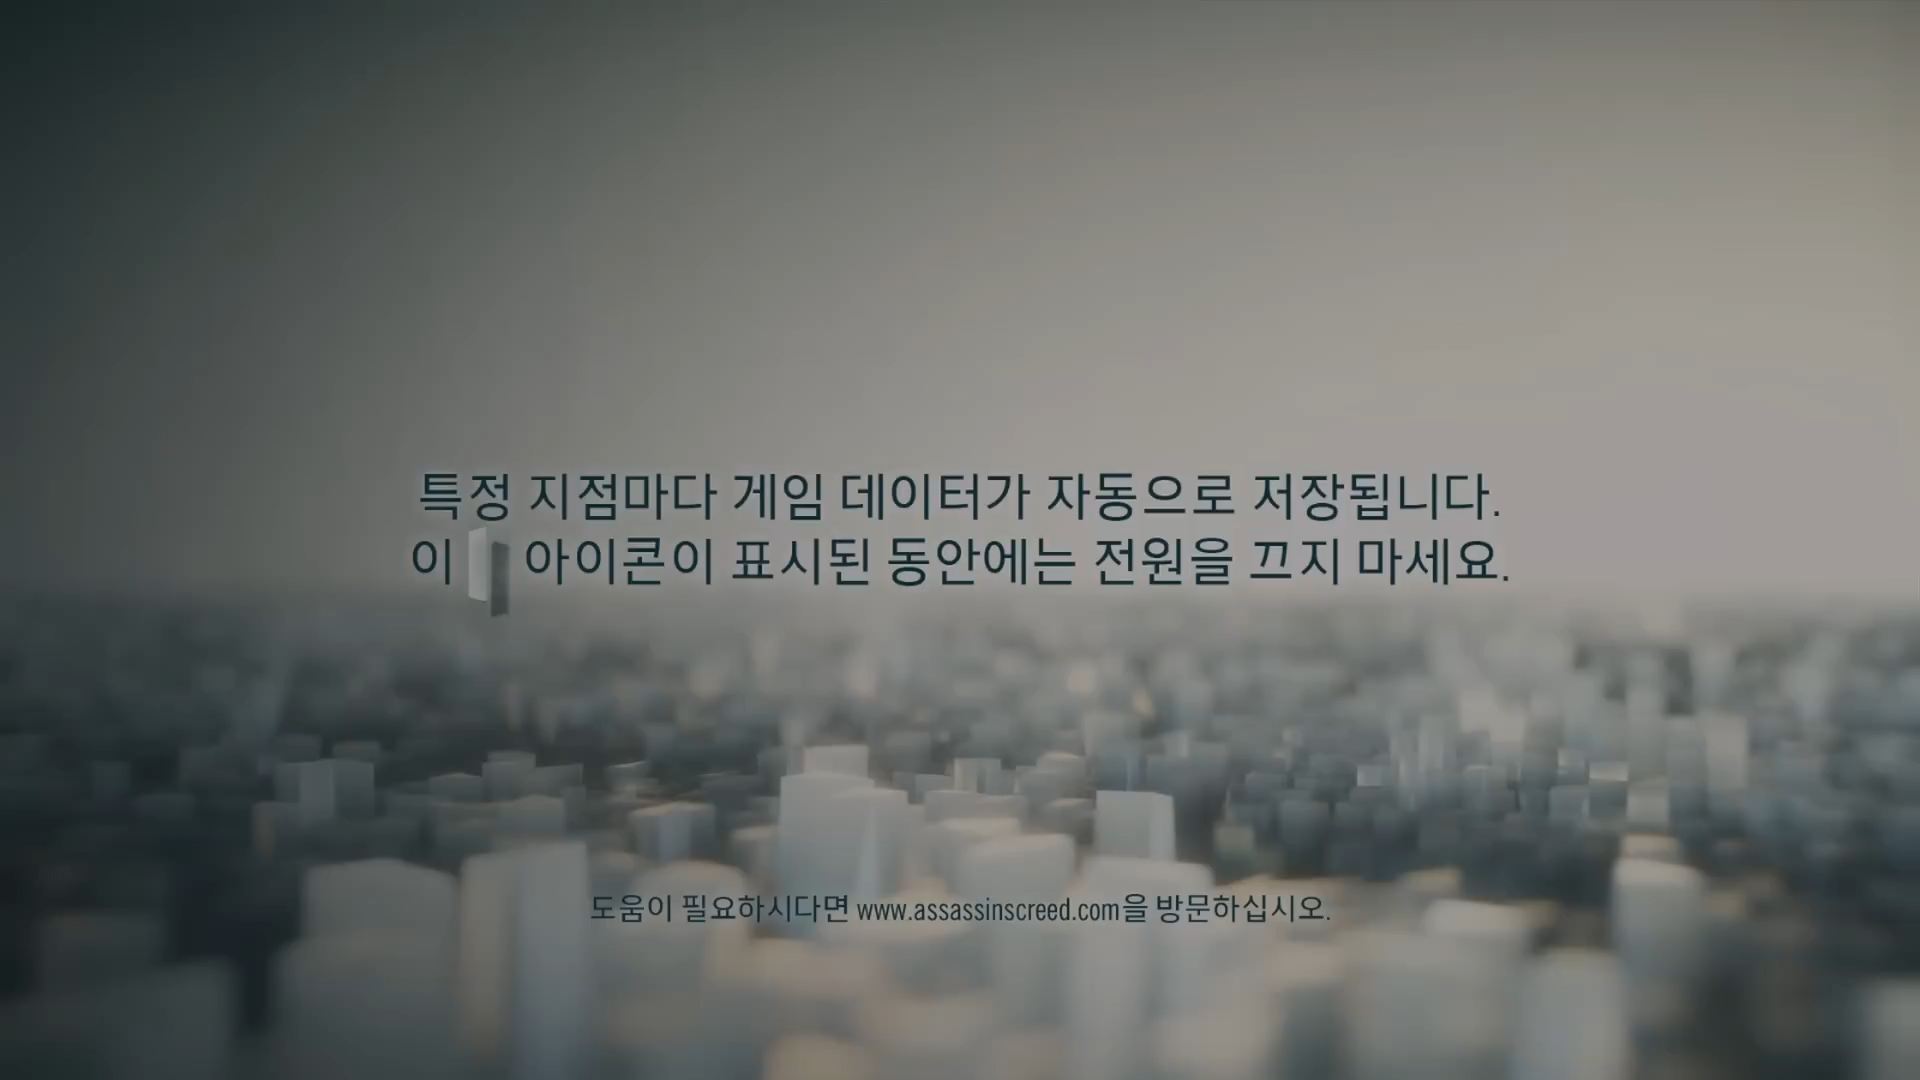 특정 지점마다 게임 데이터가 자동으로 저장됩니다.
이 아이콘이 표시된 동안에는 전원을 끄지 마세요.
도움이 필요하시다면 www.assassinscreed.com을 방문하십시오.